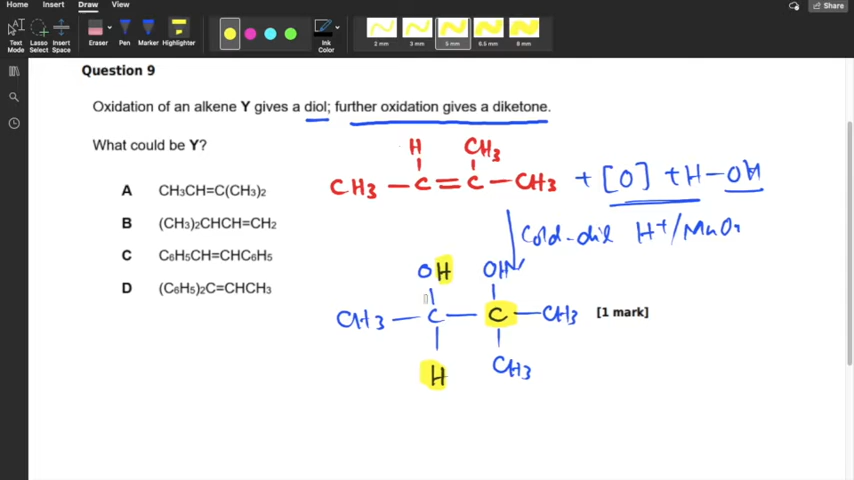 Home Insert Draw View
Share
Text Mode
Lasso Select
Insert Space
Eraser
Pen
Marker
Highlighter
Ink Color
2 mm
3 mm
5 mm
6.5 mm
8 mm
Question 9
Oxidation of an alkene Y gives a diol; further oxidation gives a diketone.
What could be Y?
A CH3CH=C(CH3)2
B (CH3)2CHCH=CH2
C C6H5CH=CHC6H5
D (C6H5)2C=CHCH3
H CH3
CH3 — C = C — CH3 + [O] + H – OH
Cold-dil H+/MnO
OH OH
CH3 — C — C — CH3
[1 mark]
H CH3